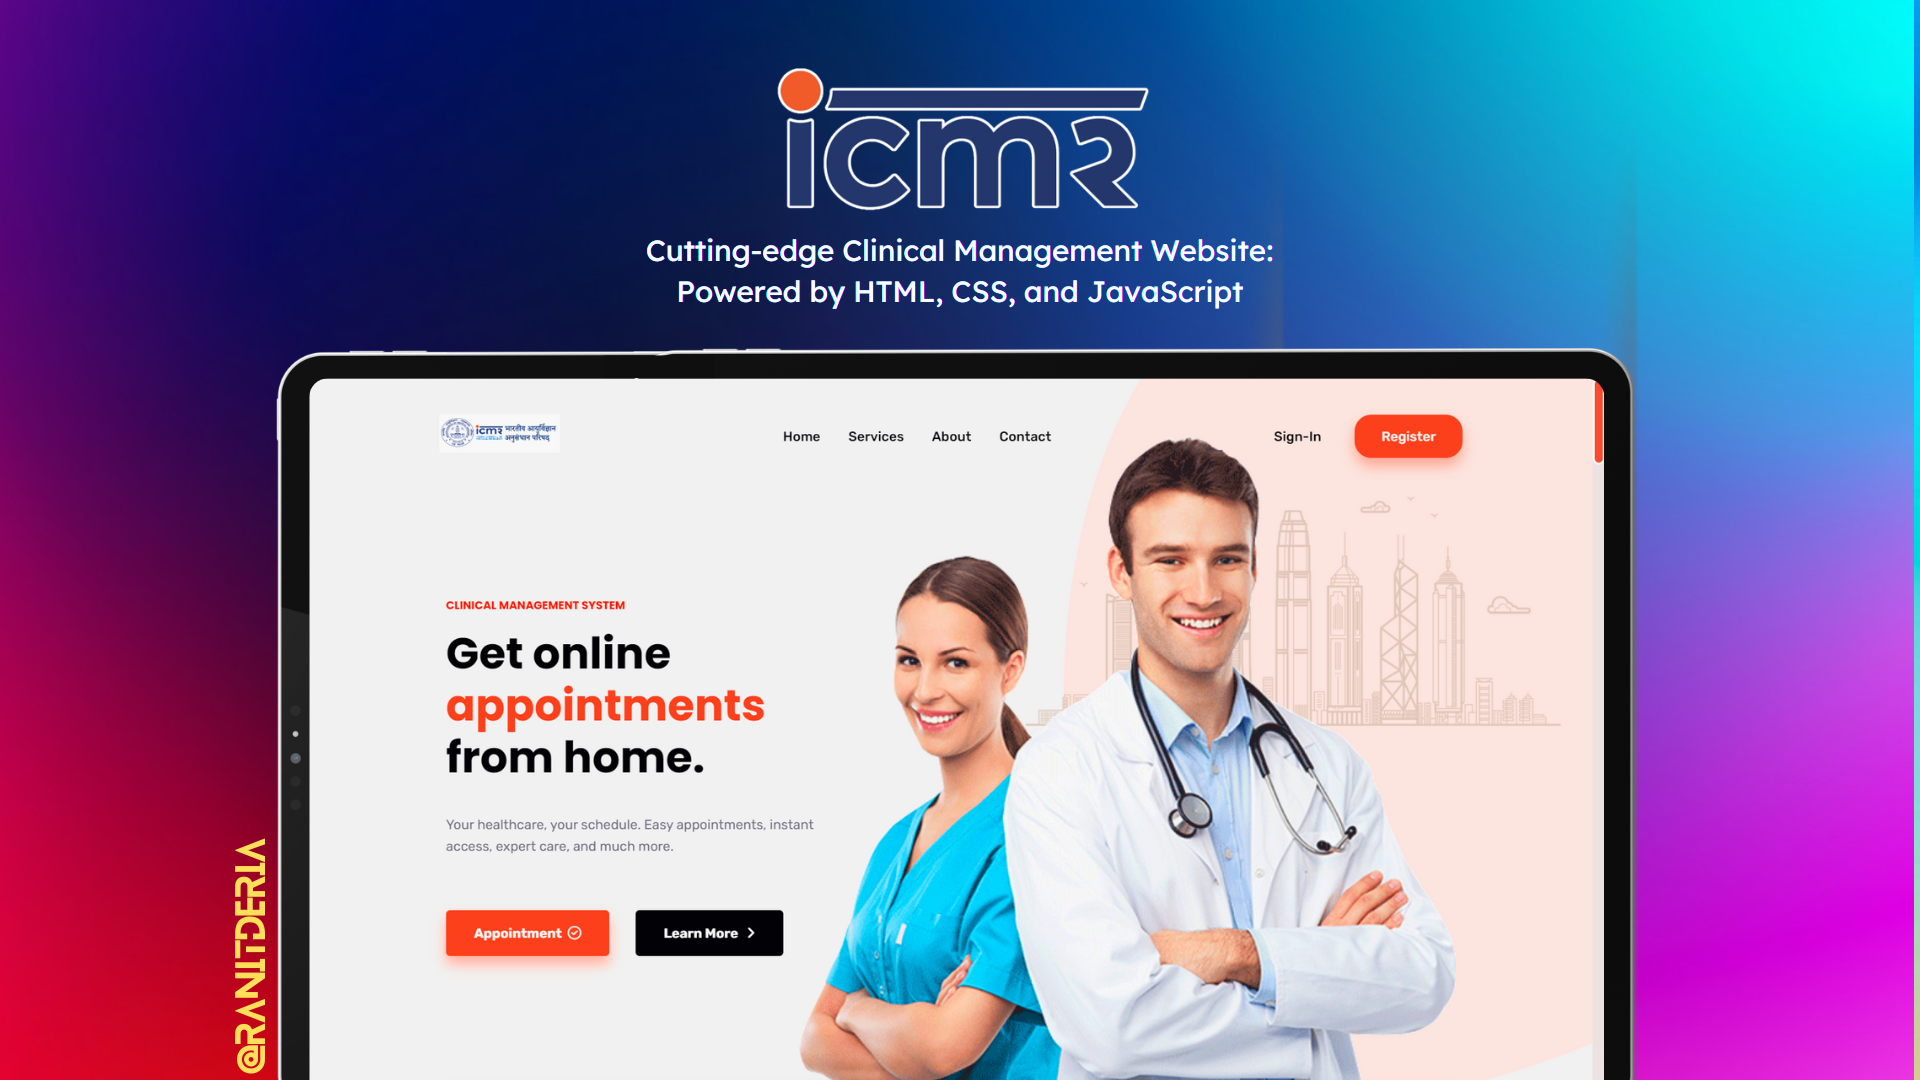 icmr
Cutting-edge Clinical Management Website:
Powered by HTML, CSS, and JavaScript
icmr भारतीय आयुर्विज्ञान
अनुसंधान परिषद
Home Services About Contact
Sign-In Register
CLINICAL MANAGEMENT SYSTEM
Get online
appointments
from home.
Your healthcare, your schedule. Easy appointments, instant
access, expert care, and much more.
Appointment Learn More
@RANITDERIA